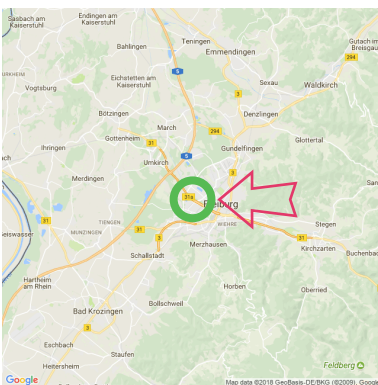 Sasbach am
Kaiserstuhl
Endingen am
Kaiserstuhl
Bahlingen
Teningen
Emmendingen
Gutach im
Breisgau
294
5
Vogtsburg
Eichstetten am
Kaiserstuhl
Sexau
Waldkirch
3
Bötzingen
Denzlingen
March
294
Gottenheim
31
Glottertal
Ihringen
Gundelfingen
Umkirch
5
3
Merdingen
31a
31
TIENGEN
MUNZINGEN
31
3
WIEHRE
Stegen
31
Merzhausen
Kirchzarten
Schallstadt
Hartheim
am Rhein
Horben
Oberried
Bollschweil
Bad Krozingen
3
Eschbach
Staufen
Heitersheim
Feldberg
Google
Map data ©2018 GeoBasis-DE/BKG (©2009), Google